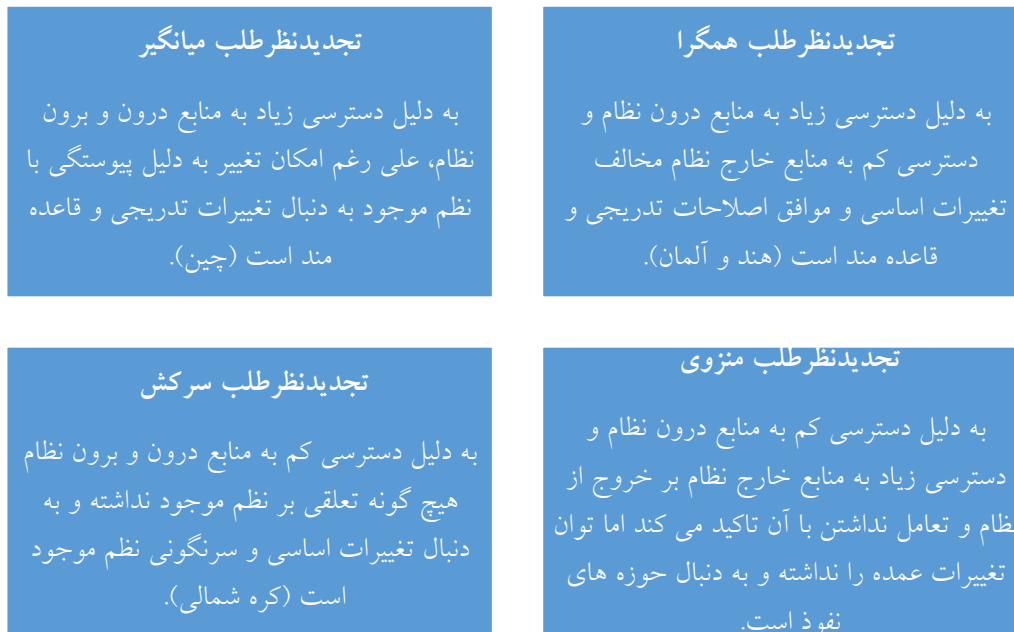 تجدیدنظرطلب همگرا
به دلیل دسترسی زیاد به منابع درون نظام و
دسترسی کم به منابع خارج نظام مخالف
تغییرات اساسی و موافق اصلاحات تدریجی و
قاعده مند است (هند و آلمان).
تجدیدنظرطلب میانگیر
به دلیل دسترسی زیاد به منابع درون و برون
نظام، علی رغم امکان تغییر به دلیل پیوستگی با
نظم موجود به دنبال تغییرات تدریجی و قاعده
مند است (چین).
تجدیدنظرطلب منزوی
به دلیل دسترسی کم به منابع درون نظام و
دسترسی زیاد به منابع خارج نظام بر خروج از
نظام و تعامل نداشتن با آن تاکید می کند اما توان
تغییرات عمده را نداشته و به دنبال حوزه های
نفوذ است.
تجدیدنظرطلب سرکش
به دلیل دسترسی کم به منابع درون و برون نظام
هیچ گونه تعلقی بر نظم موجود نداشته و به
دنبال تغییرات اساسی و سرنگونی نظم موجود
است (کره شمالی).